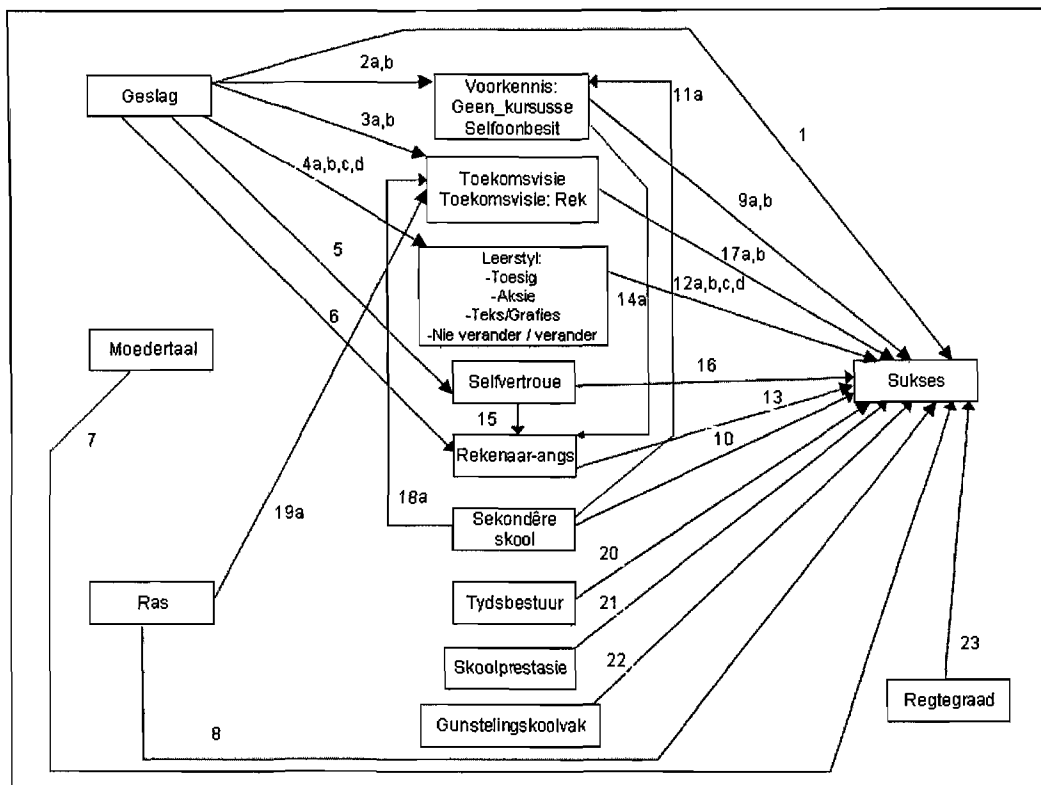 1
2a,b
Geslag
Voorkennis:
Geen_kursusse
Selfoonbesit
11a
3a,b
4a,b,c,d
Toekomsvisie
Toekomsvisie: Rek
9a,b
5
Leerstyl:
-Toesig
-Aksie
-Teks/Grafies
-Nie verander / verander
17a,b
12a,b,c,d
14a
6
Moedertaal
Selfvertroue
16
Sukses
7
15
13
Rekenaar-angs
10
18a
19a
Sekondêre
skool
20
Ras
Tydsbestuur
21
Skoolprestasie
22
23
Regtegraad
Gunstelingskoolvak
8